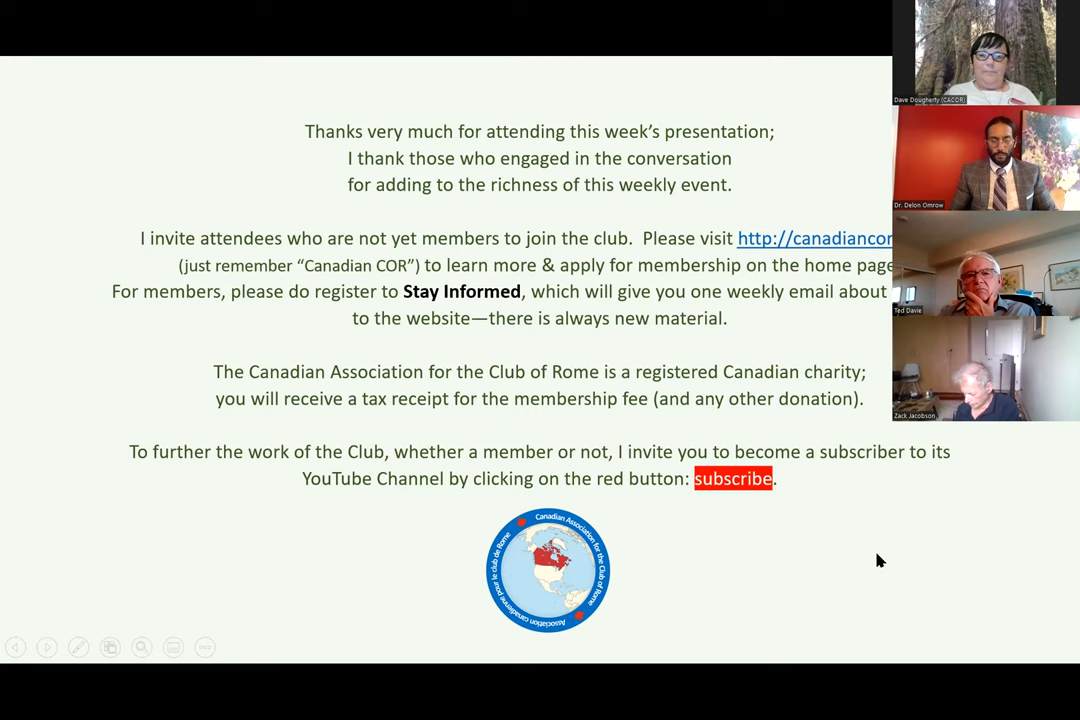 Thanks very much for attending this week's presentation;
I thank those who engaged in the conversation
for adding to the richness of this weekly event.
I invite attendees who are not yet members to join the club. Please visit http://canadiancor
(just remember “Canadian COR”) to learn more & apply for membership on the home page
For members, please do register to Stay Informed, which will give you one weekly email about
to the website—there is always new material.
The Canadian Association for the Club of Rome is a registered Canadian charity;
you will receive a tax receipt for the membership fee (and any other donation).
To further the work of the Club, whether a member or not, I invite you to become a subscriber to its
YouTube Channel by clicking on the red button: subscribe.
Canadian Association for the Club of Rome
Association canadienne pour le club de Rome
Dave Dougherty (CACOR)
Dr. Delon Omrow
Ted Davie
Zack Jacobson